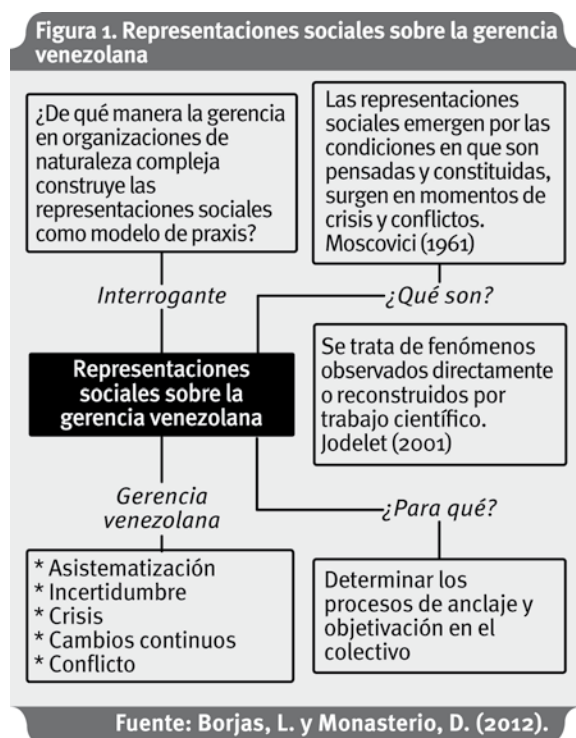 Figura 1. Representaciones sociales sobre la gerencia
venezolana
¿De qué manera la gerencia
en organizaciones de
naturaleza compleja
construye las
representaciones sociales
como modelo de praxis?
Las representaciones
sociales emergen por las
condiciones en que son
pensadas y constituidas,
surgen en momentos de
crisis y conflictos.
Moscovici (1961)
Interrogante
¿Qué son?
Representaciones
sociales sobre la
gerencia venezolana
Se trata de fenómenos
observados directamente
o reconstruidos por
trabajo científico.
Jodelet (2001)
Gerencia
venezolana
¿Para qué?
* Asistematización
* Incertidumbre
* Crisis
* Cambios continuos
* Conflicto
Determinar los
procesos de anclaje y
objetivación en el
colectivo
Fuente: Borjas, L. y Monasterio, D. (2012).